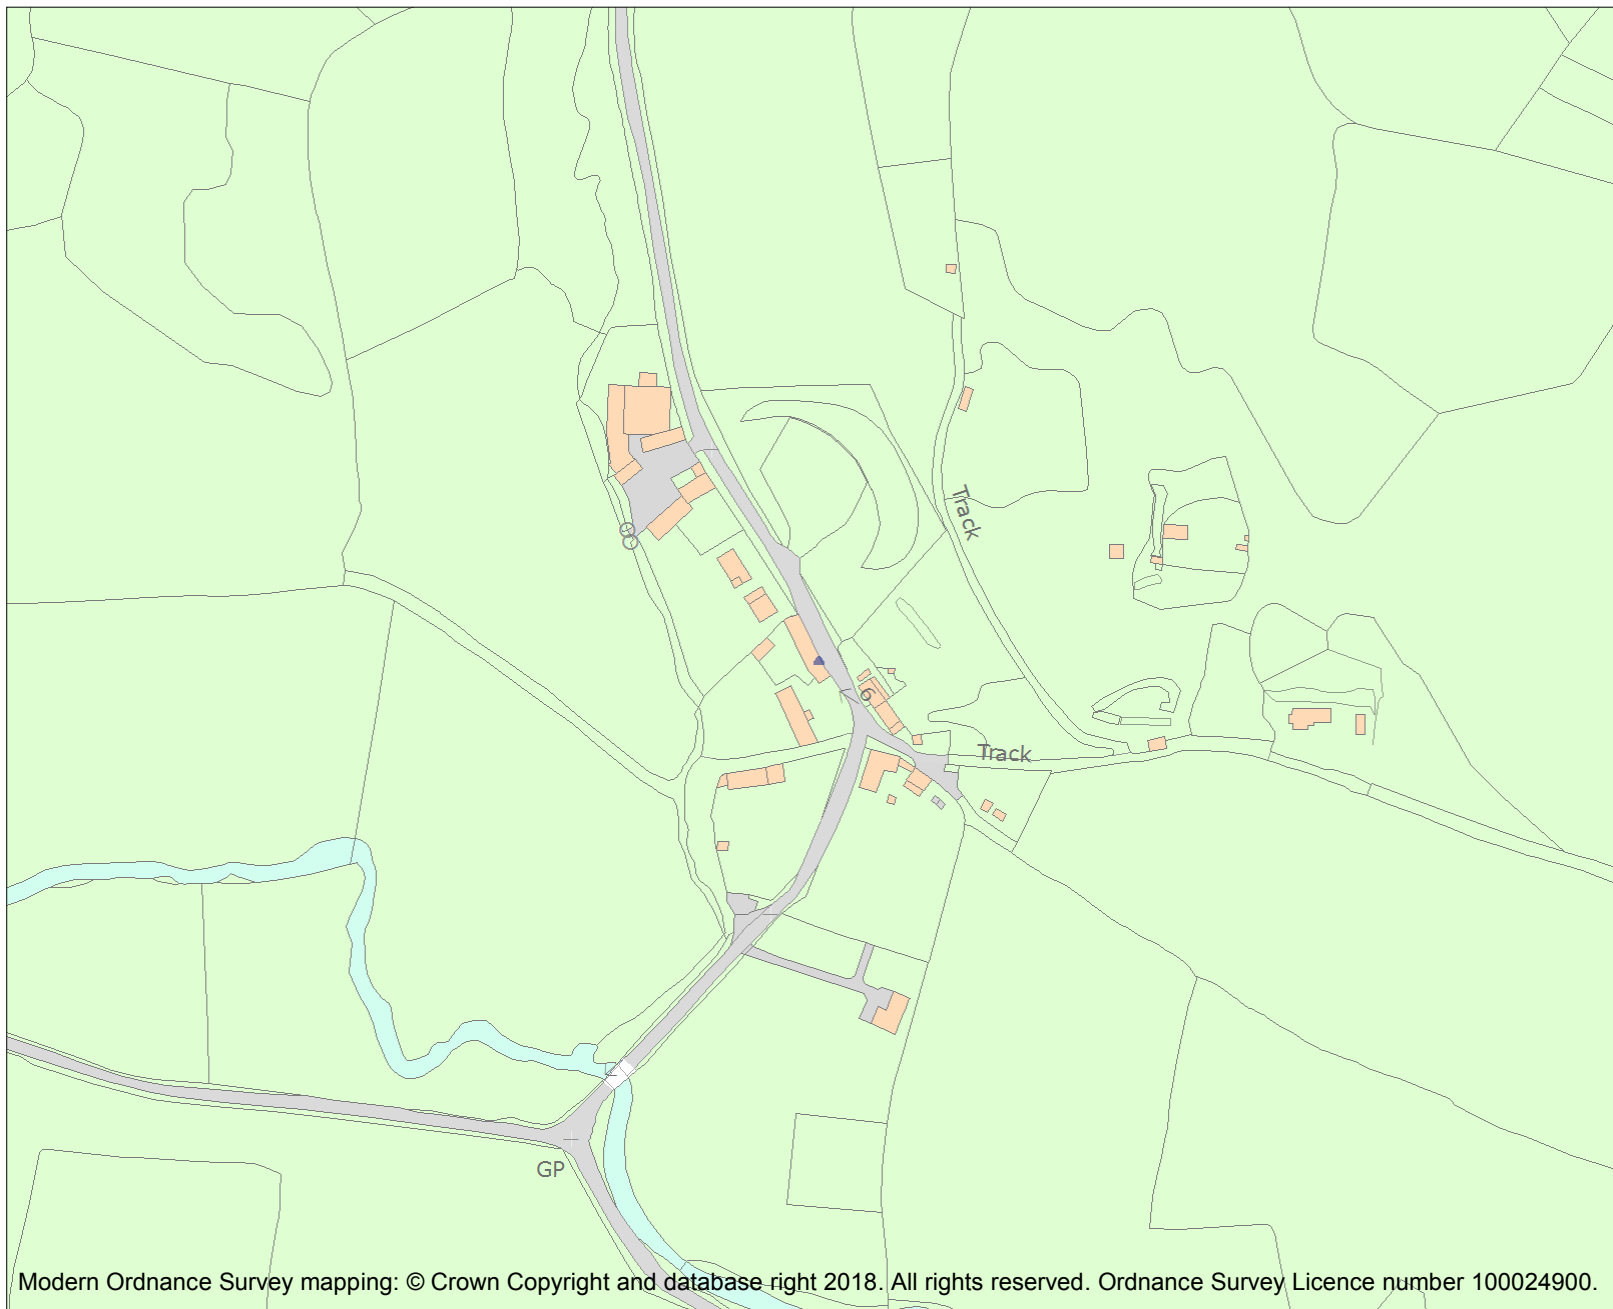 Track
6
Track
GP
Modern Ordnance Survey mapping: © Crown Copyright and database right 2018. All rights reserved. Ordnance Survey Licence number 100024900.